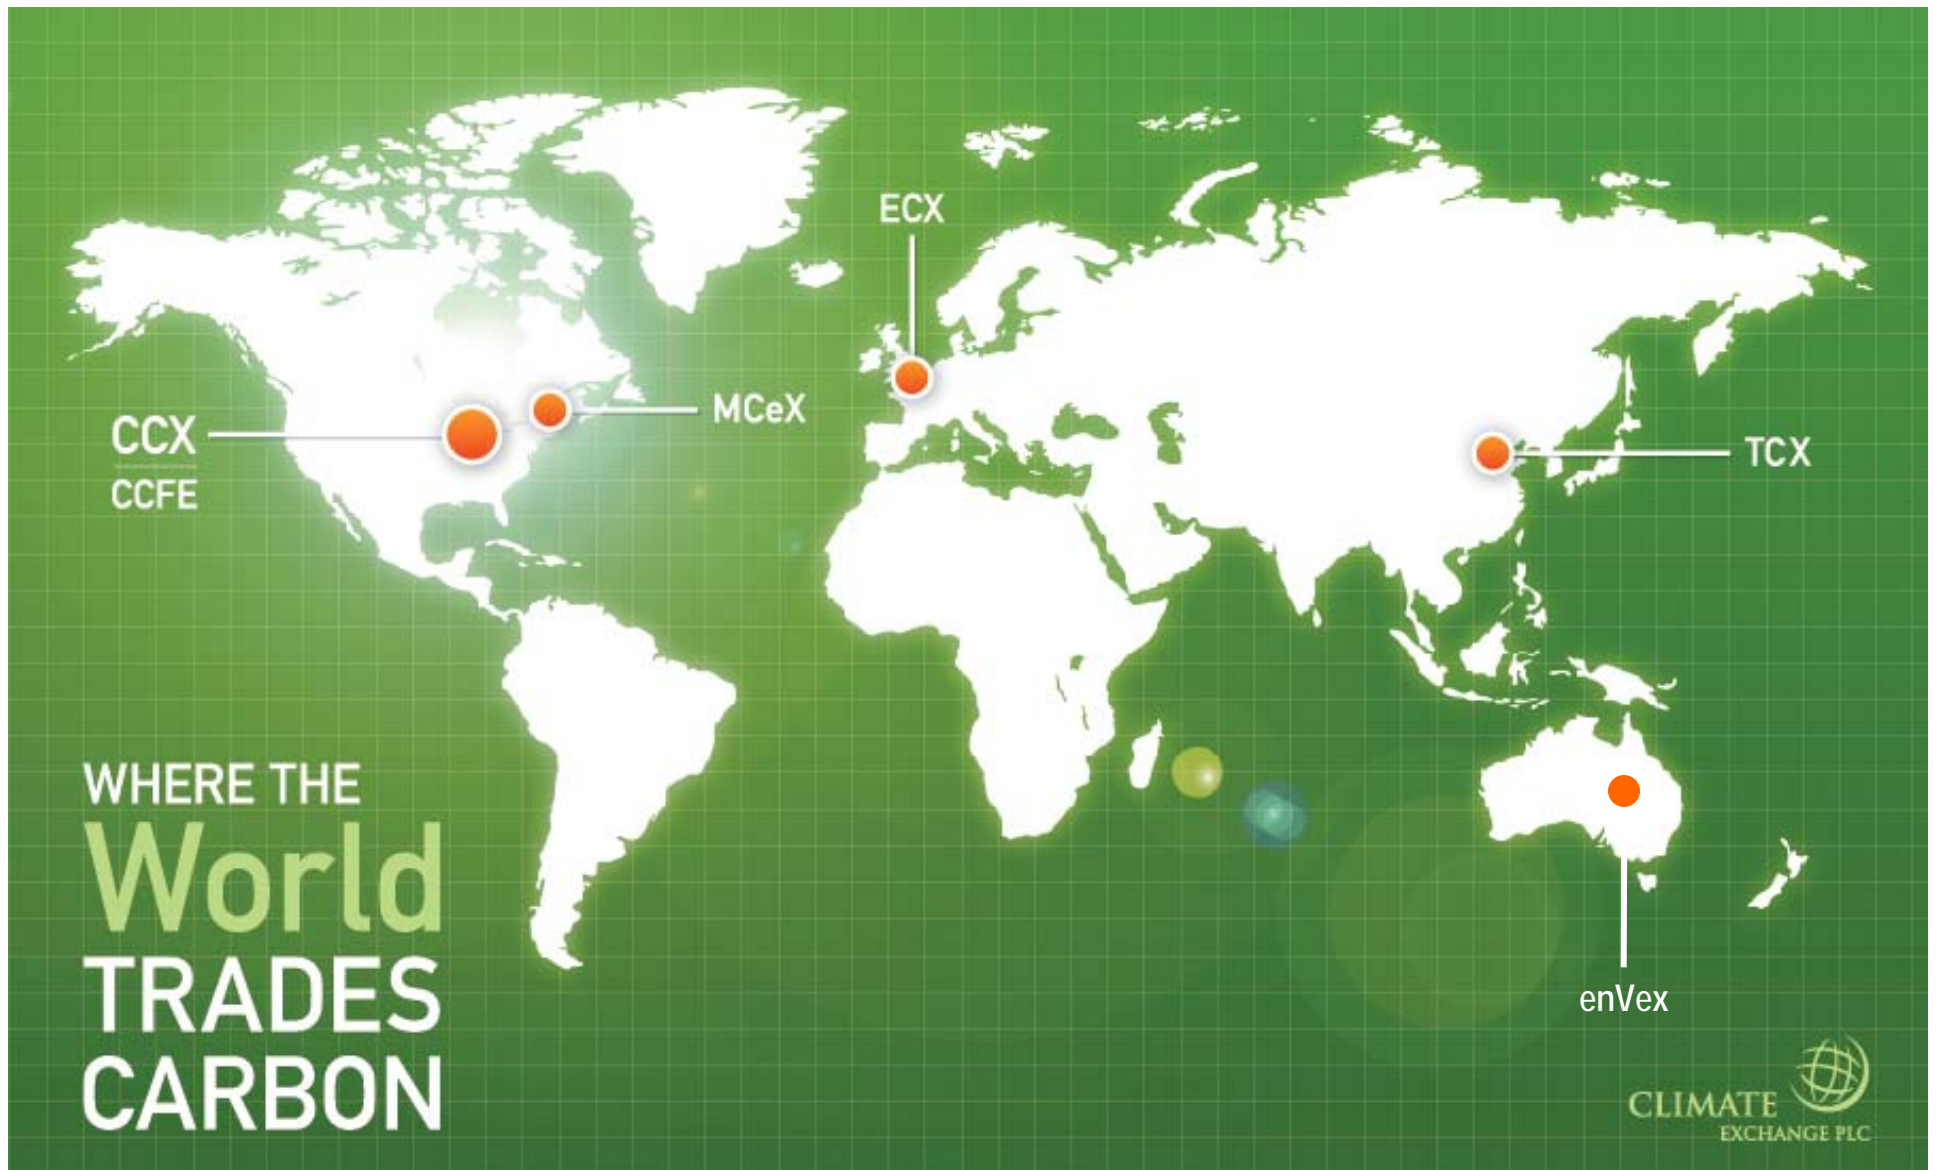 ECX
MCeX
CCX
CCFE
TCX
WHERE THE
World
TRADES
CARBON
enVex
CLIMATE
EXCHANGE PLC